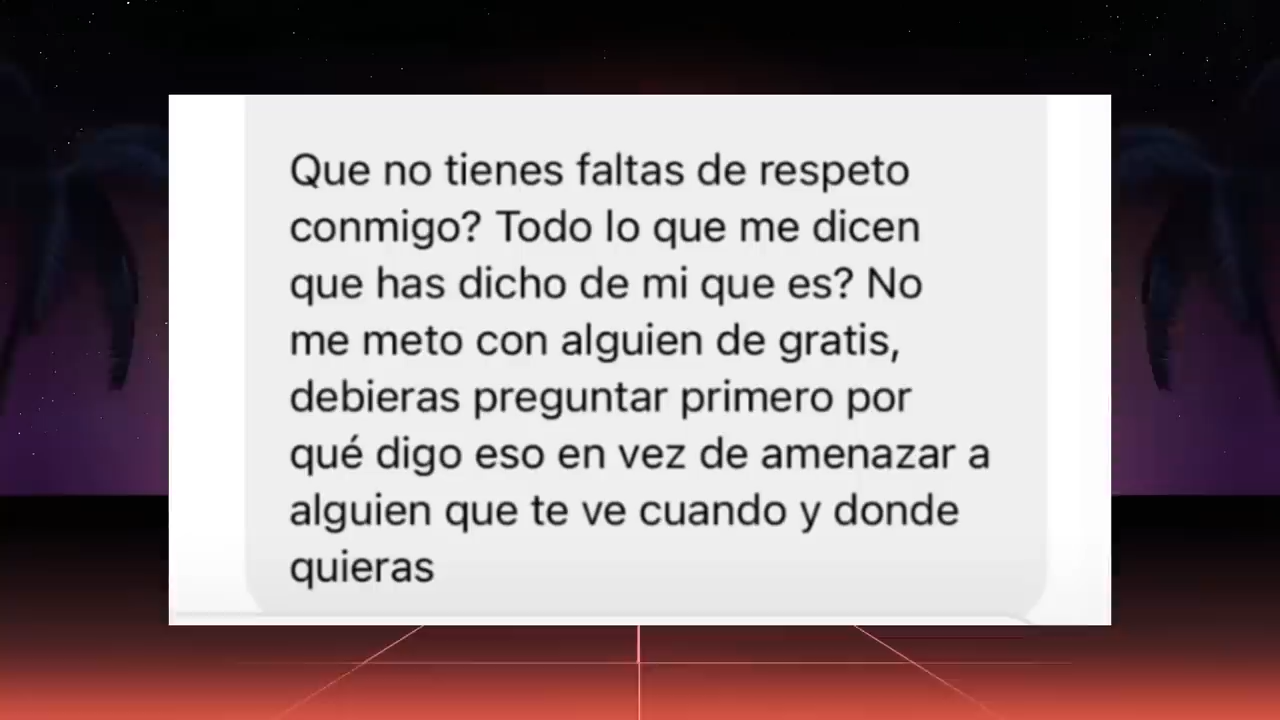 Que no tienes faltas de respeto
conmigo? Todo lo que me dicen
que has dicho de mi que es? No
me meto con alguien de gratis,
debieras preguntar primero por
qué digo eso en vez de amenazar a
alguien que te ve cuando y donde
quieras